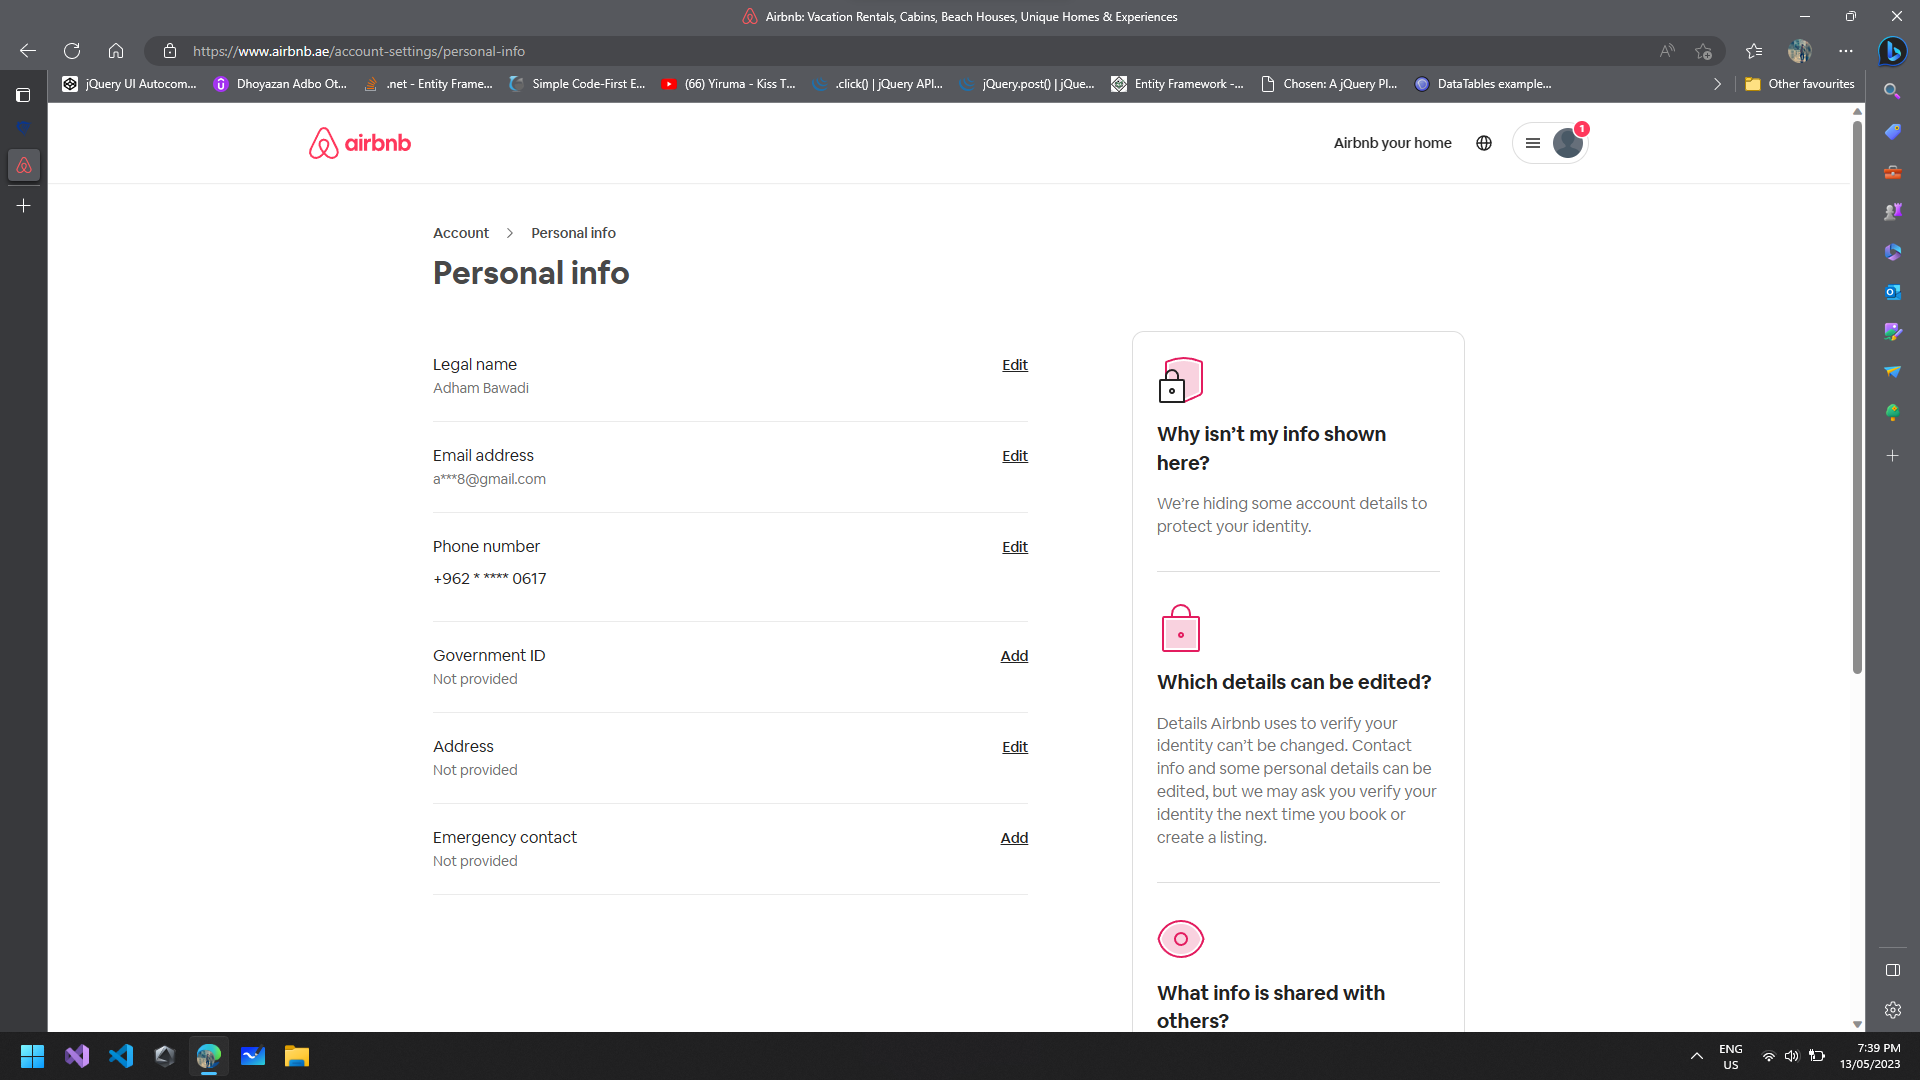 Airbnb: Vacation Rentals, Cabins, Beach Houses, Unique Homes & Experiences
https://www.airbnb.ae/account-settings/personal-info
jQuery UI Autocom...
Dhoyazan Adbo Ot...
.net - Entity Frame...
Simple Code-First E...
(66) Yiruma - Kiss T...
.click() | jQuery API...
jQuery.post() | jQue...
Entity Framework -...
Chosen: A jQuery Pl...
DataTables example...
Other favourites
airbnb
Airbnb your home
1
Account
Personal info
Personal info
Legal name
Edit
Adham Bawadi
Email address
Edit
a***8@gmail.com
Phone number
Edit
+962 * **** 0617
Government ID
Add
Not provided
Address
Edit
Not provided
Emergency contact
Add
Not provided
Why isn’t my info shown
here?
We’re hiding some account details to
protect your identity.
Which details can be edited?
Details Airbnb uses to verify your
identity can’t be changed. Contact
info and some personal details can be
edited, but we may ask you verify your
identity the next time you book or
create a listing.
What info is shared with
others?
ENG
US
7:39 PM
13/05/2023